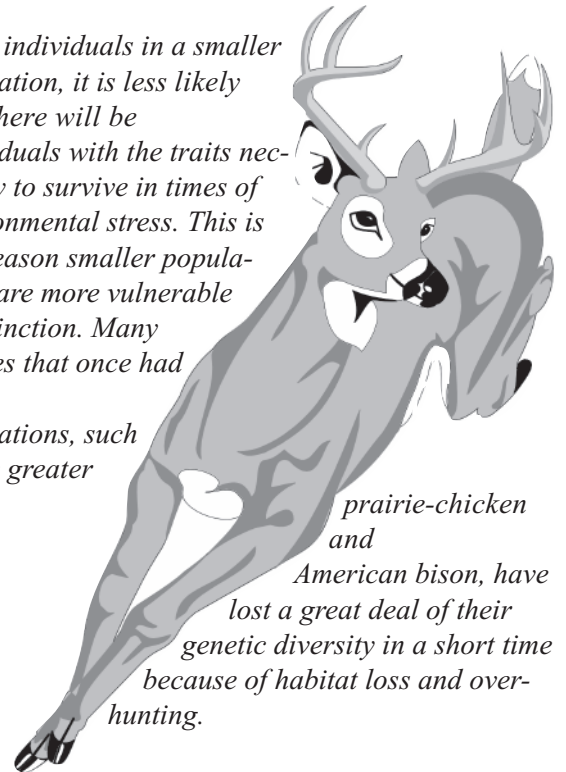 individuals in a smaller
ation, it is less likely
here will be
duals with the traits nec-
y to survive in times of
onmental stress. This is
eason smaller popula-
are more vulnerable
inction. Many
es that once had
ations, such
greater
prairie-chicken
and
American bison, have
lost a great deal of their
genetic diversity in a short time
because of habitat loss and over-
hunting.